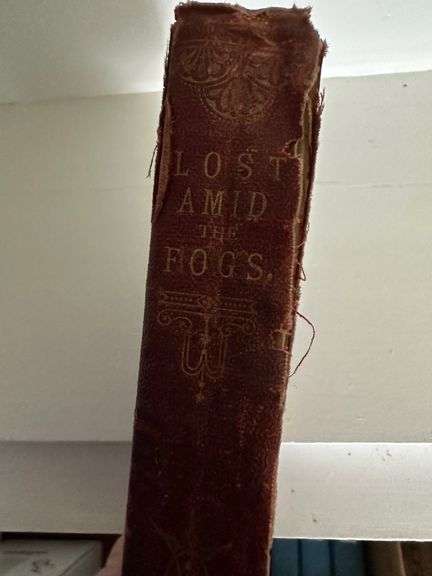 LOST
AMID
THE
FOGS.